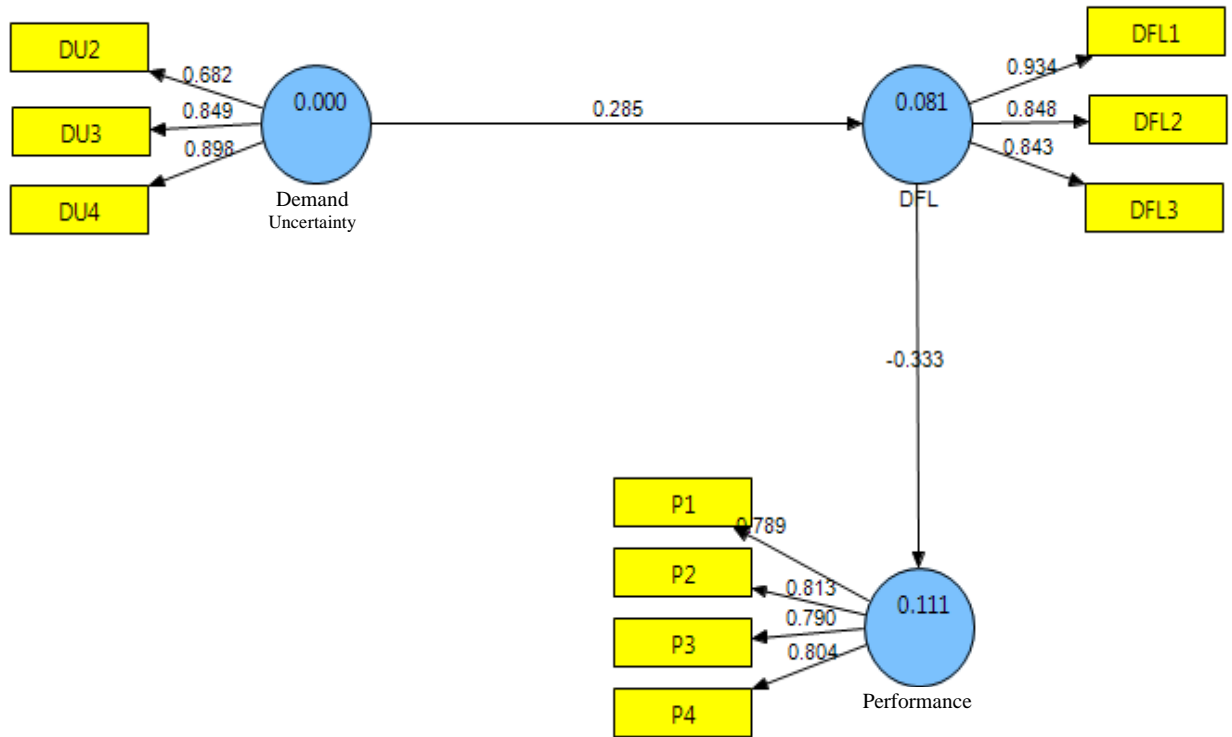 DU2
DU3
DU4
0.682
0.849
0.898
0.000
Demand
Uncertainty
0.285
0.081
DFL
0.934
0.848
0.843
DFL1
DFL2
DFL3
-0.333
P1
P2
P3
P4
0.789
0.813
0.790
0.804
0.111
Performance